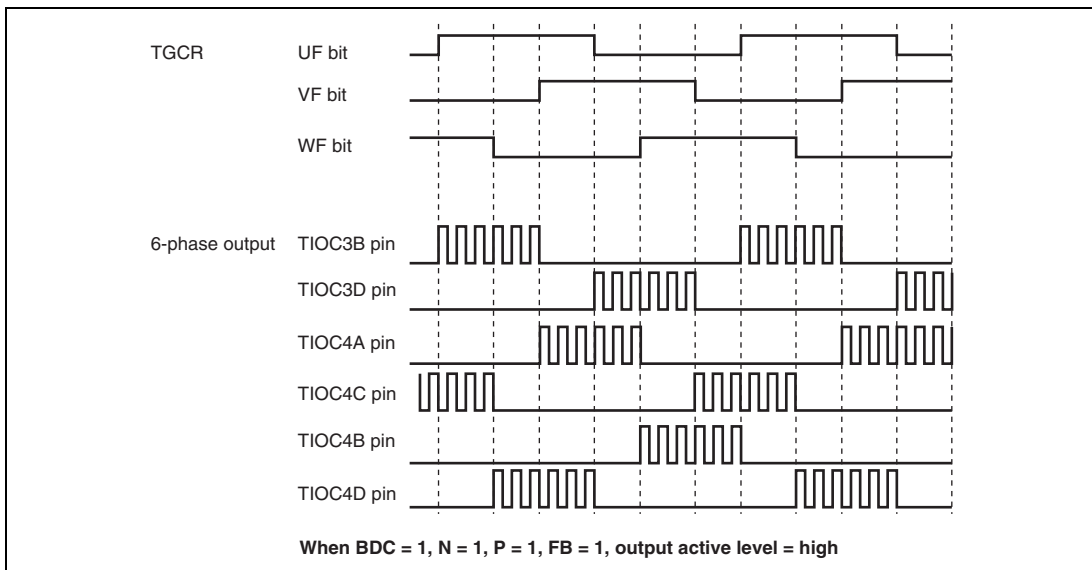 TGCR UF bit
VF bit
WF bit
6-phase output TIOC3B pin
TIOC3D pin
TIOC4A pin
TIOC4C pin
TIOC4B pin
TIOC4D pin
When BDC = 1, N = 1, P = 1, FB = 1, output active level = high